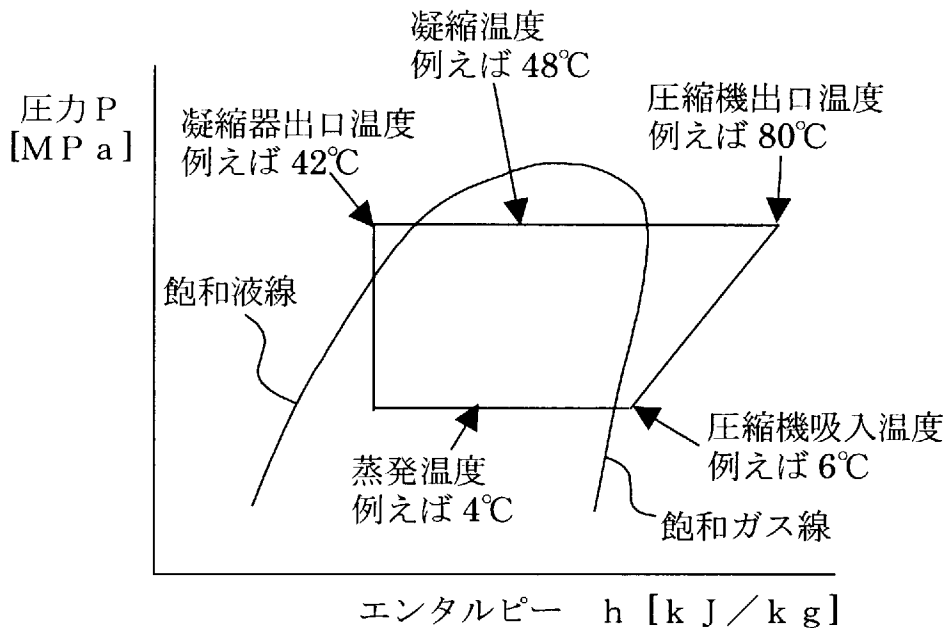 凝縮温度
例えば 48℃
圧力P
[MPa]
凝縮器出口温度
例えば 42℃
圧縮機出口温度
例えば 80℃
飽和液線
蒸発温度
例えば 4℃
圧縮機吸入温度
例えば 6℃
飽和ガス線
エンタルピー h [kJ/kg]